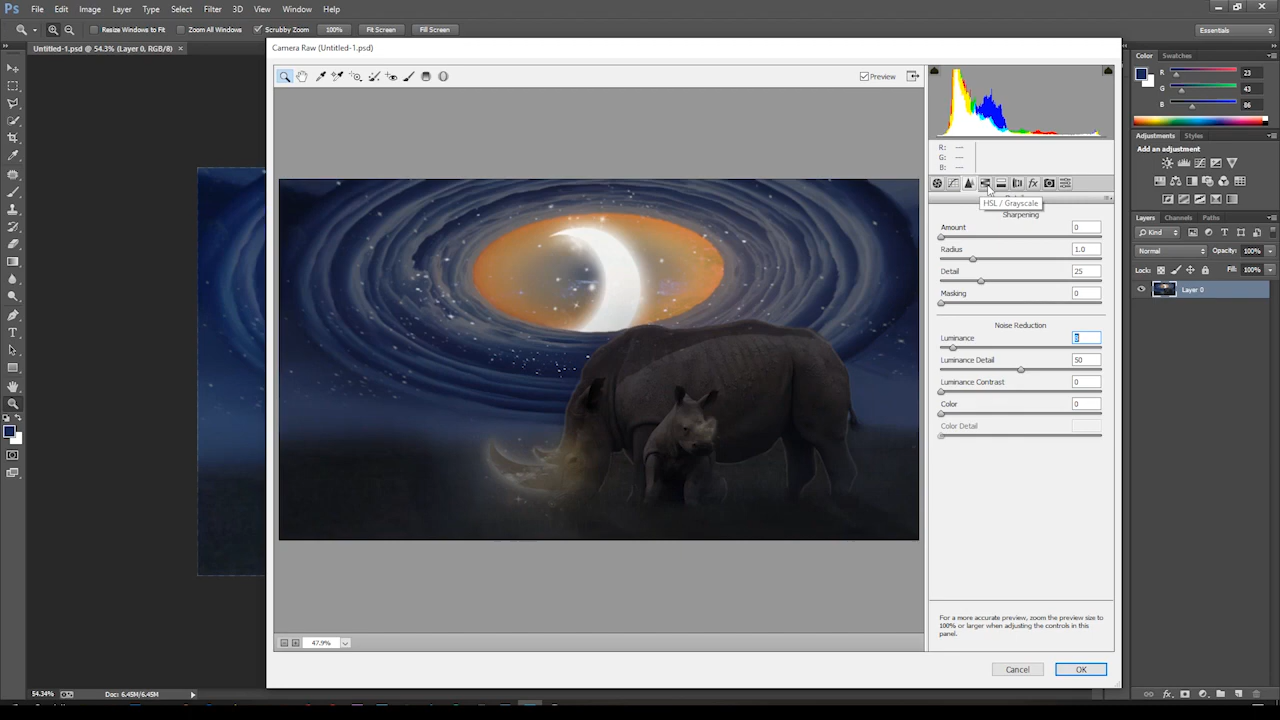 Ps File Edit Image Layer Type Select Filter 3D View Window Help
Resize Windows to Fit Zoom All Windows Scrubby Zoom 100% Fit Screen Fill Screen Essentials
Untitled-1.psd @ 54.3% (Layer 0, RGB/8) ×
Camera Raw (Untitled-1.psd)
Preview
R: ---
G: ---
B: ---
HSL / Grayscale
Sharpening
Amount 0
Radius 1.0
Detail 25
Masking 0
Noise Reduction
Luminance
Luminance Detail 50
Luminance Contrast 0
Color 0
Color Detail
For a more accurate preview, zoom the preview size to
100% or larger when adjusting the controls in this
panel.
47.9%
Cancel OK
Color Swatches
R 23
G 43
B 86
Adjustments Styles
Add an adjustment
Layers Channels Paths
Kind
Normal Opacity: 100%
Locks: Fill: 100%
Layer 0
54.34% Doc: 6.45M/6.45M